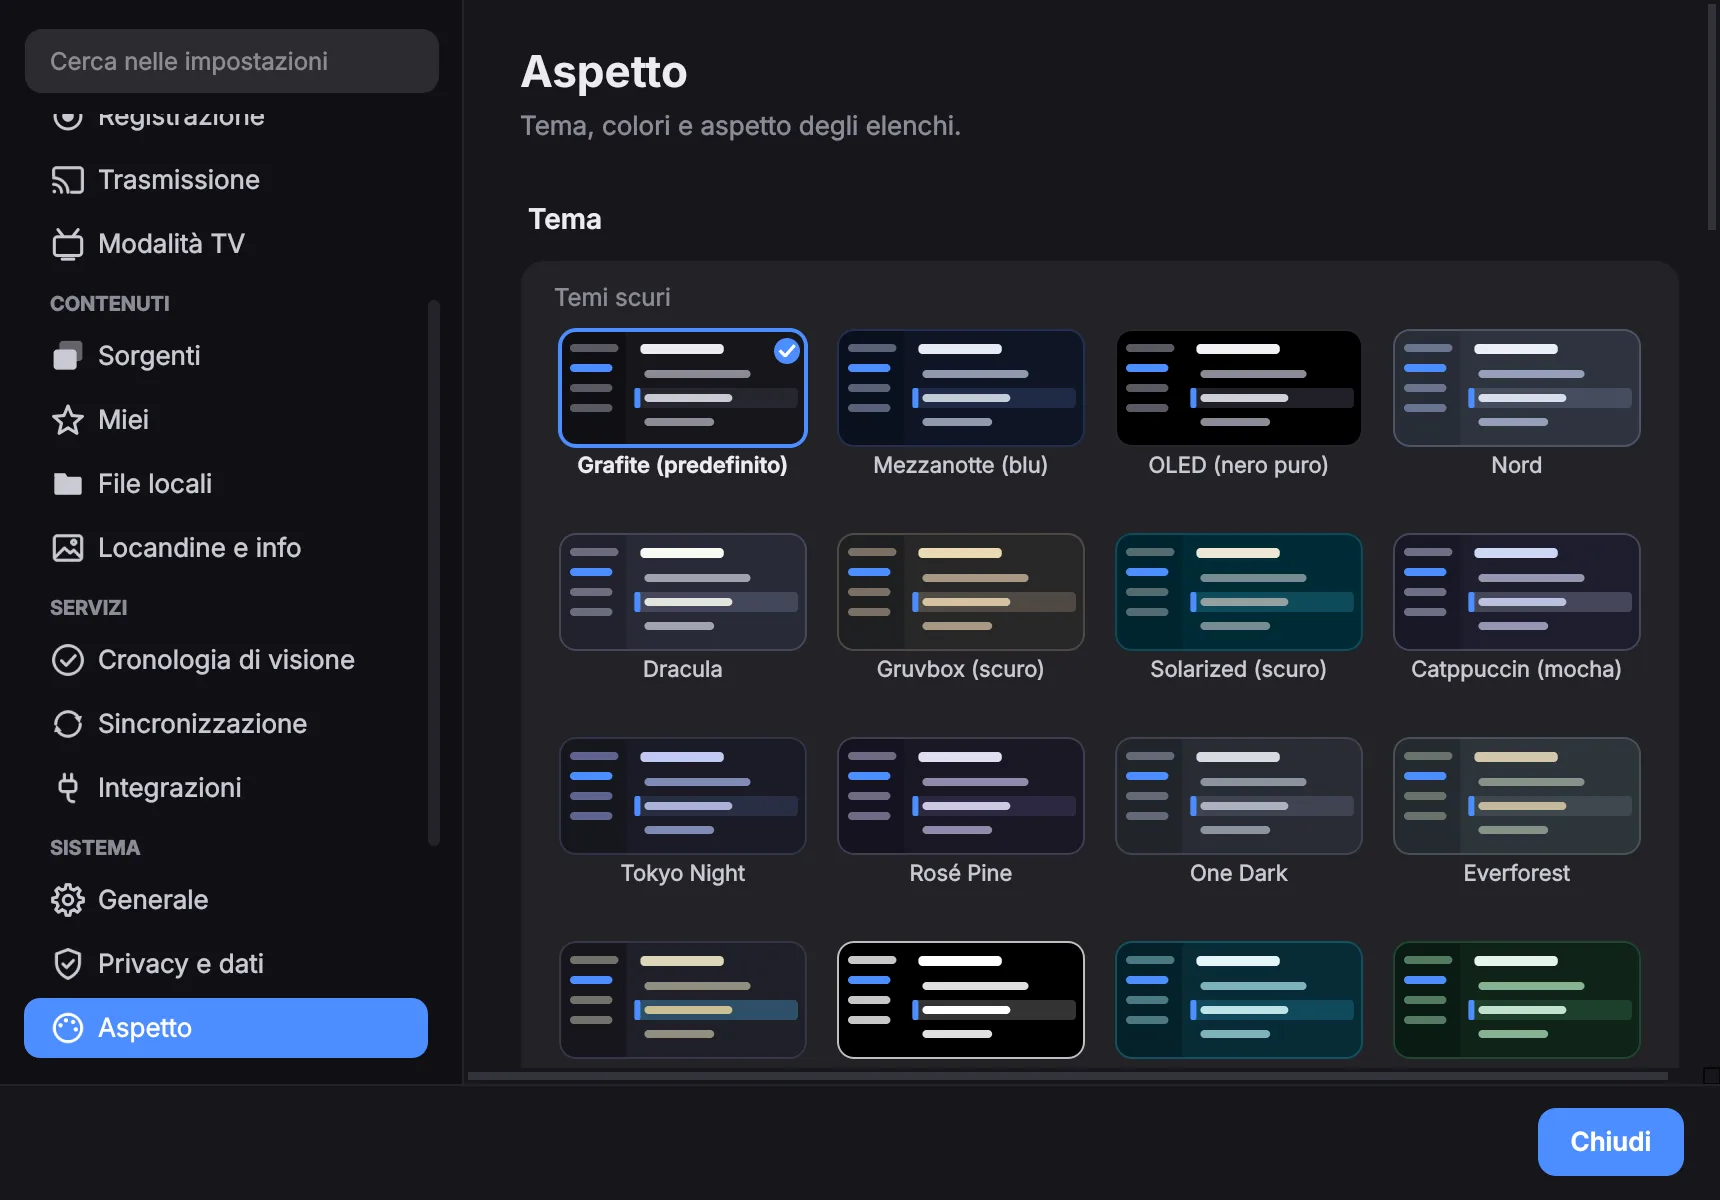 Cerca nelle impostazioni
Registrazione
Trasmissione
Modalità TV
CONTENUTI
Sorgenti
Miei
File locali
Locandine e info
SERVIZI
Cronologia di visione
Sincronizzazione
Integrazioni
SISTEMA
Generale
Privacy e dati
Aspetto
Aspetto
Tema, colori e aspetto degli elenchi.
Tema
Temi scuri
Grafite (predefinito)
Mezzanotte (blu)
OLED (nero puro)
Nord
Dracula
Gruvbox (scuro)
Solarized (scuro)
Catppuccin (mocha)
Tokyo Night
Rosé Pine
One Dark
Everforest
Chiudi